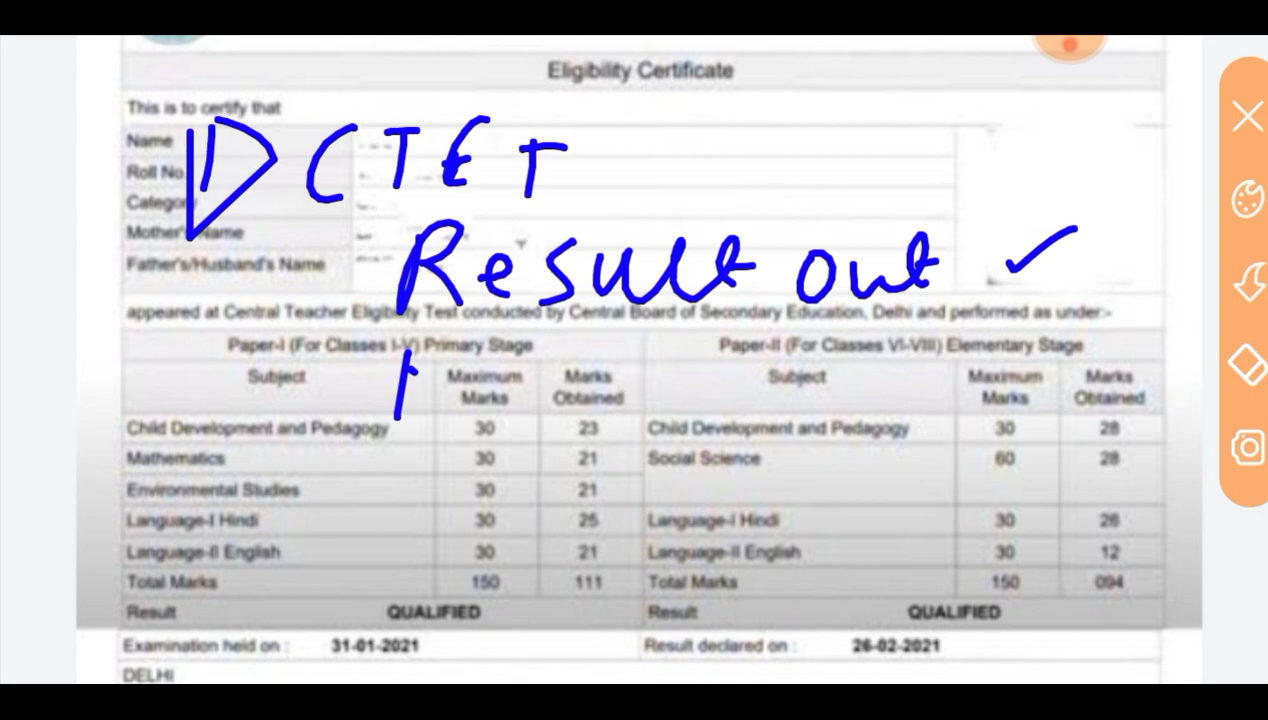 Eligibility Certificate
This is to certify that
Name
Roll No.
Category
Mother's Name
Father's/Husband's Name
DCTET
Result out
appeared at Central Teacher Eligibility Test conducted by Central Board of Secondary Education, Delhi and performed as under:-
Paper-I (For Classes I-V) Primary Stage Paper-II (For Classes VI-VIII) Elementary Stage
Subject Maximum Marks Marks Obtained Subject Maximum Marks Marks Obtained
Child Development and Pedagogy 30 23 Child Development and Pedagogy 30 28
Mathematics 30 21 Social Science 60 28
Environmental Studies 30 21
Language-I Hindi 30 25 Language-I Hindi 30 26
Language-II English 30 21 Language-II English 30 12
Total Marks 150 111 Total Marks 150 094
Result QUALIFIED Result QUALIFIED
Examination held on : 31-01-2021 Result declared on : 26-02-2021
DELHI